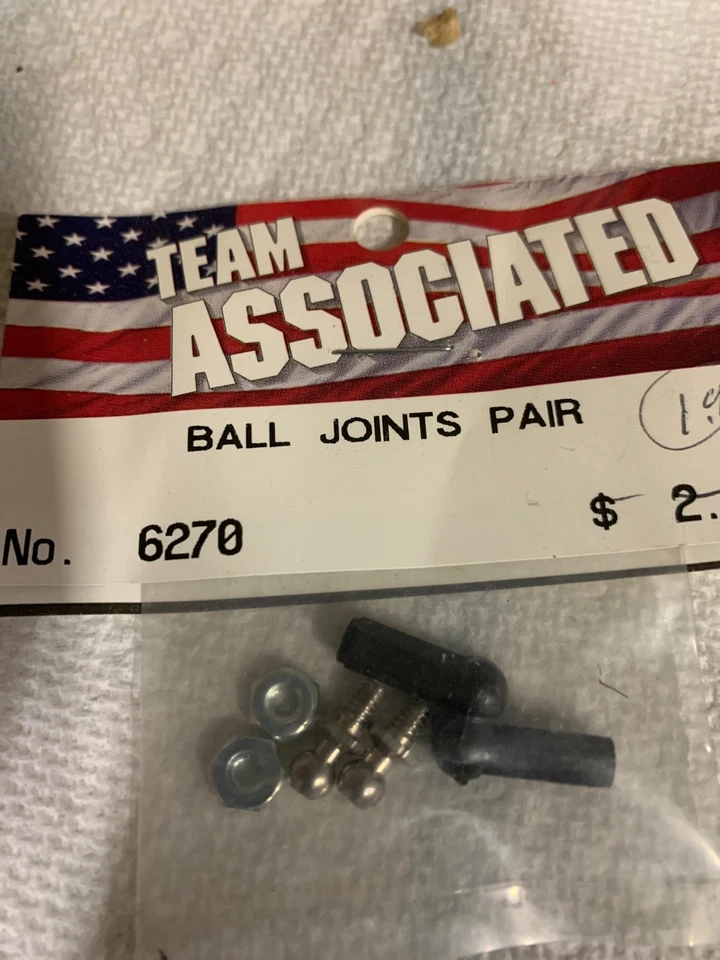 TEAM
ASSOCIATED
BALL JOINTS PAIR
No. 6270
$ 2.